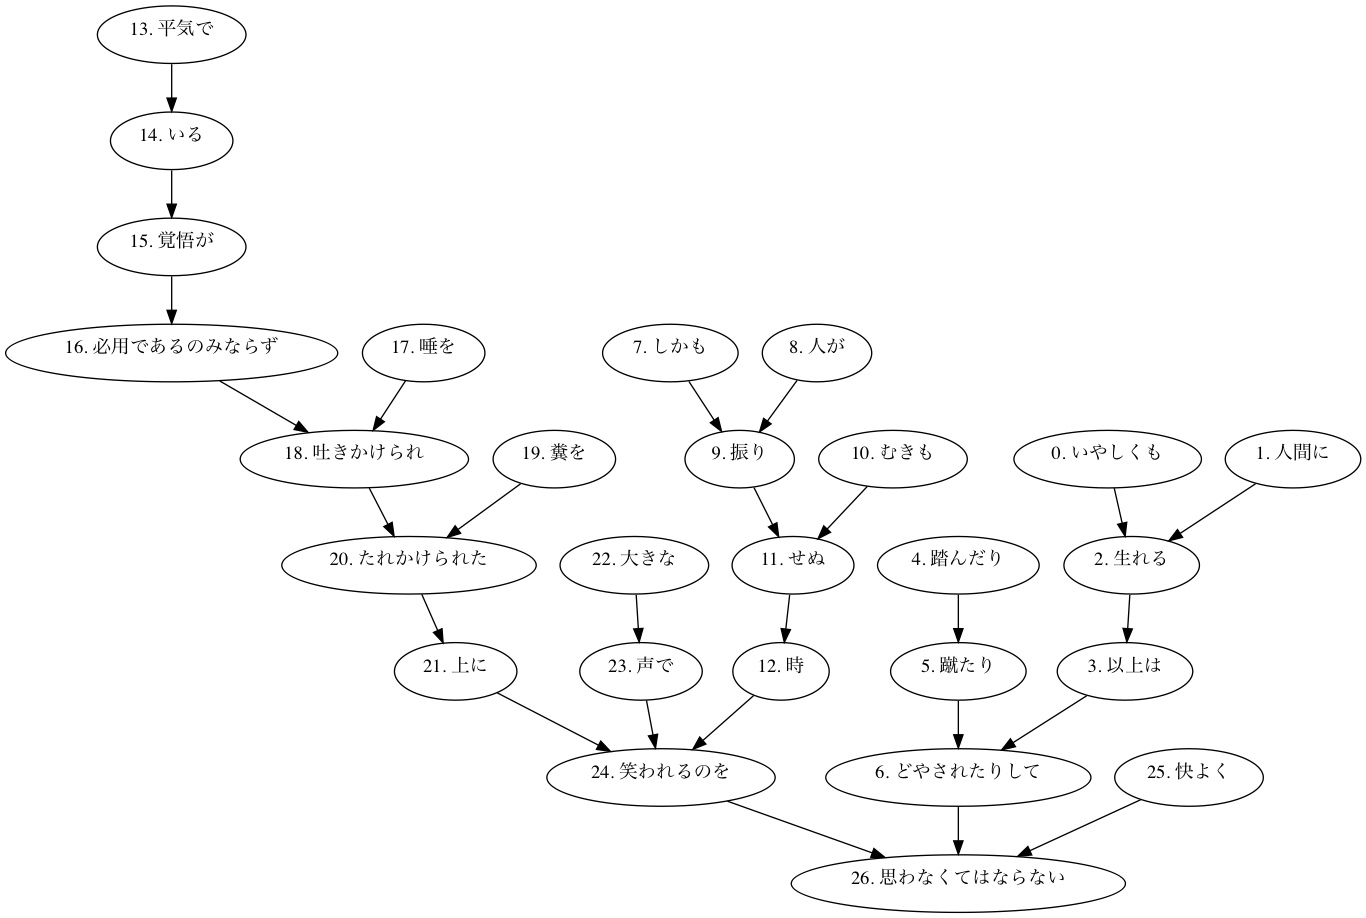 13. 平気で
14. いる
15. 覚悟が
16. 必用であるのみならず
17. 唾を
7. しかも
8. 人が
18. 吐きかけられ
19. 糞を
9. 振り
10. むきも
0. いやしくも
1. 人間に
20. たれかけられた
22. 大きな
11. せぬ
4. 踏んだり
2. 生れる
21. 上に
23. 声で
12. 時
5. 蹴たり
3. 以上は
24. 笑われるのを
6. どやされたりして
25. 快よく
26. 思わなくてはならない